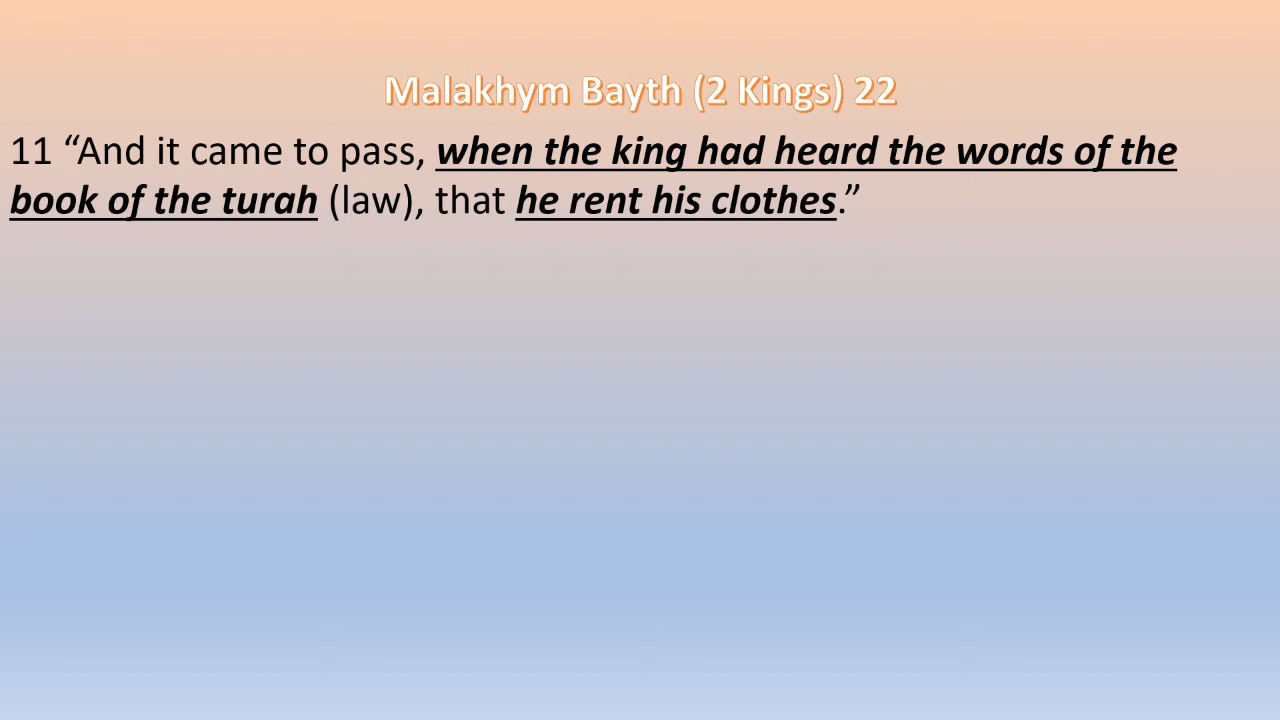 Malakhym Bayth (2 Kings) 22
11 “And it came to pass, when the king had heard the words of the
book of the turah (law), that he rent his clothes.”